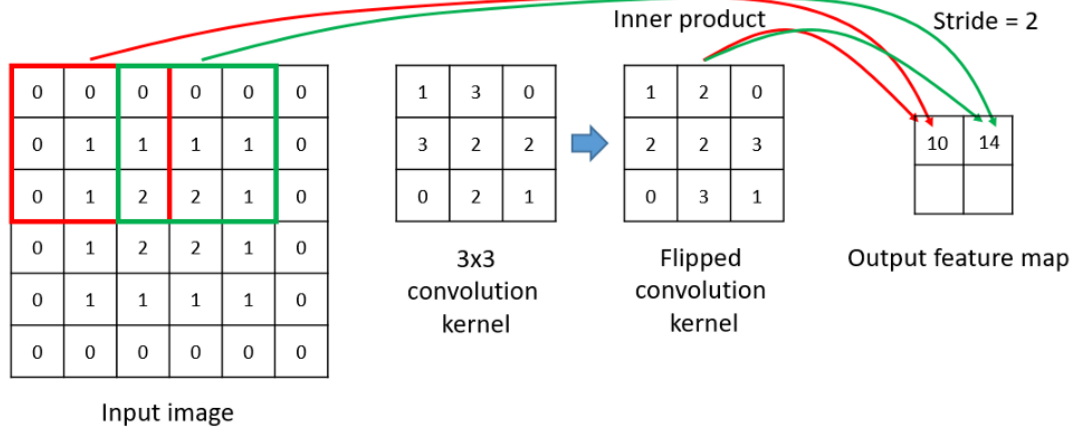 Inner product
Stride = 2
0 0 0 0 0 0
0 1 1 1 1 0
0 1 2 2 1 0
0 1 2 2 1 0
0 1 1 1 1 0
0 0 0 0 0 0
Input image
1 3 0
3 2 2
0 2 1
3x3
convolution
kernel
1 2 0
2 2 3
0 3 1
Flipped
convolution
kernel
10 14
Output feature map